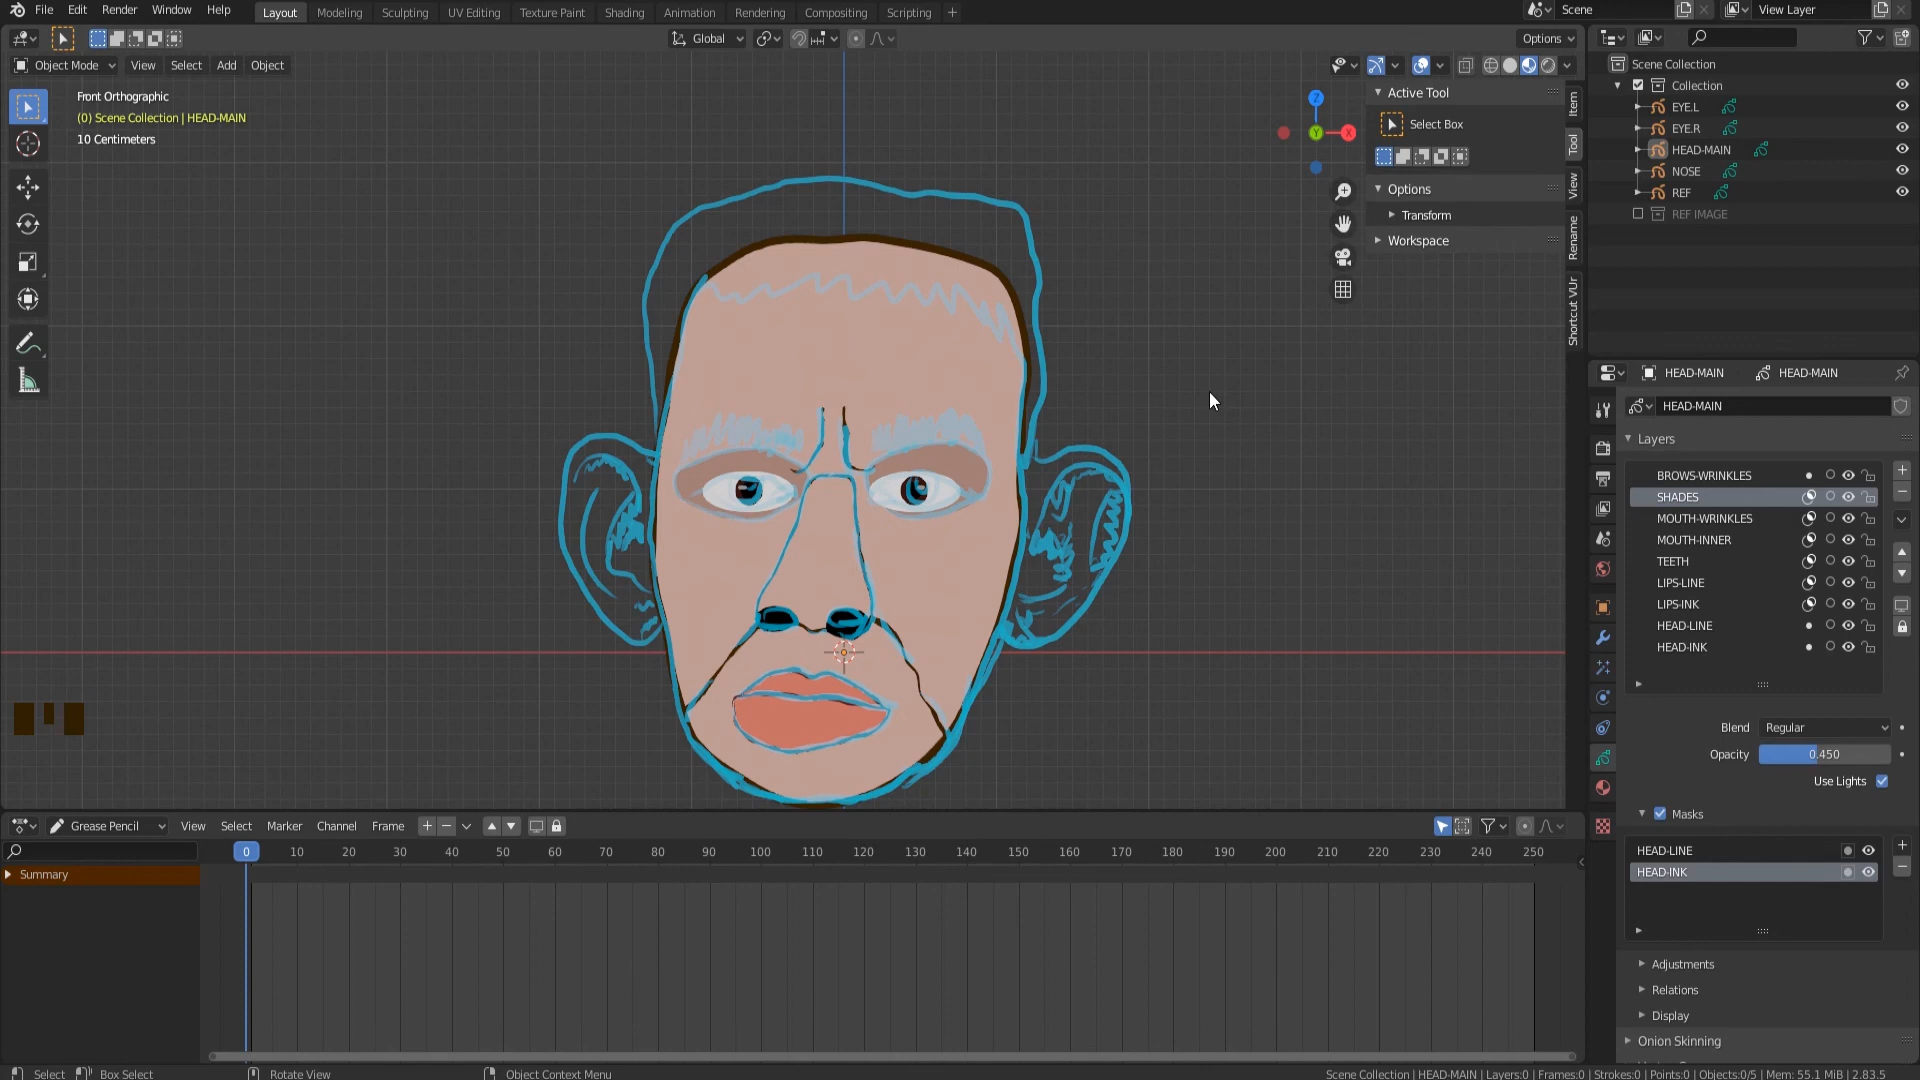 File Edit Render Window Help Layout Modeling Sculpting UV Editing Texture Paint Shading Animation Rendering Compositing Scripting + Scene View Layer
Global Options
Object Mode View Select Add Object
Front Orthographic
(0) Scene Collection | HEAD-MAIN
10 Centimeters
Z
Y
X
Active Tool
Select Box
Options
Transform
Workspace
Item
Tool
View
Rename
Shortcut VUr
Scene Collection
Collection
EYE.L
EYE.R
HEAD-MAIN
NOSE
REF
REF IMAGE
HEAD-MAIN HEAD-MAIN
HEAD-MAIN
Layers
BROWS-WRINKLES
SHADES
MOUTH-WRINKLES
MOUTH-INNER
TEETH
LIPS-LINE
LIPS-INK
HEAD-LINE
HEAD-INK
Blend Regular
Opacity 0.450
Use Lights
Masks
HEAD-LINE
HEAD-INK
Adjustments
Relations
Display
Onion Skinning
Grease Pencil View Select Marker Channel Frame
0 10 20 30 40 50 60 70 80 90 100 110 120 130 140 150 160 170 180 190 200 210 220 230 240 250
Summary
Select Box Select Rotate View Object Context Menu Scene Collection | HEAD-MAIN | Layers:0 | Frames:0 | Strokes:0 | Points:0 | Objects:0/5 | Mem: 55.1 MiB | 2.83.5